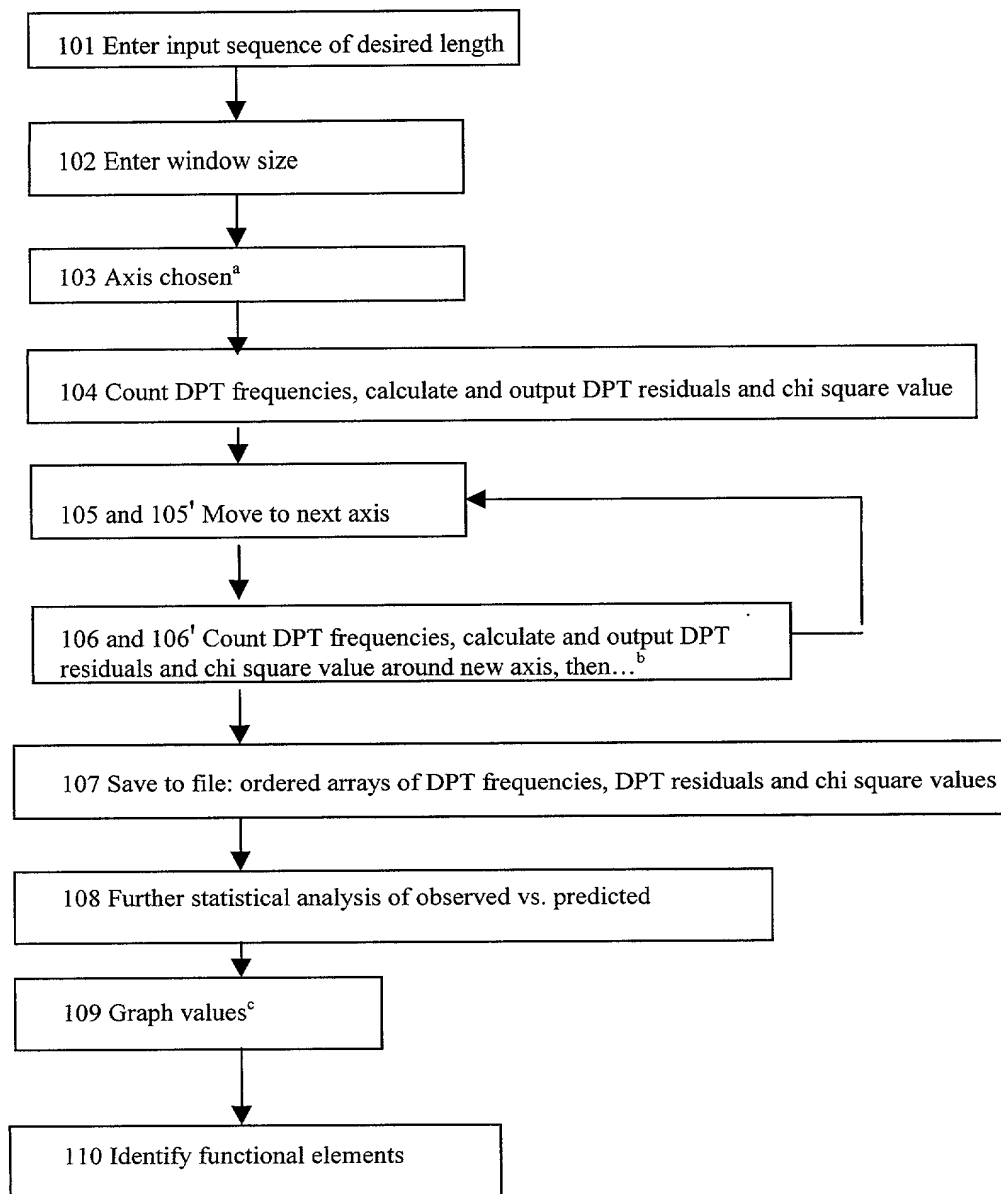 101 Enter input sequence of desired length
102 Enter window size
103 Axis chosenᵃ
104 Count DPT frequencies, calculate and output DPT residuals and chi square value
105 and 105' Move to next axis
106 and 106' Count DPT frequencies, calculate and output DPT
residuals and chi square value around new axis, then…ᵇ
107 Save to file: ordered arrays of DPT frequencies, DPT residuals and chi square values
108 Further statistical analysis of observed vs. predicted
109 Graph valuesᶜ
110 Identify functional elements